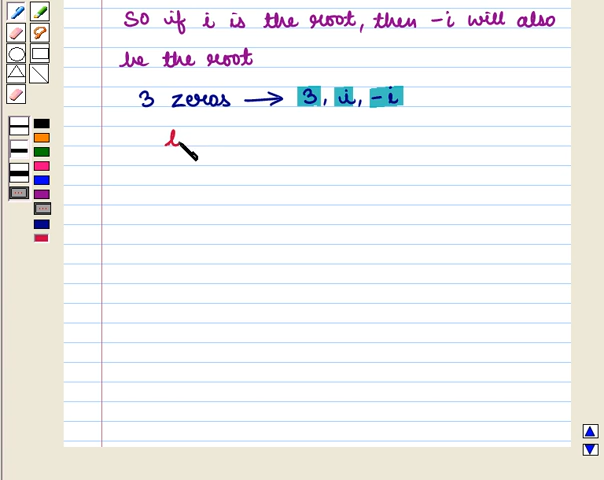 So if i is the root, then -i will also
be the root
3 zeros → 3, i, -i